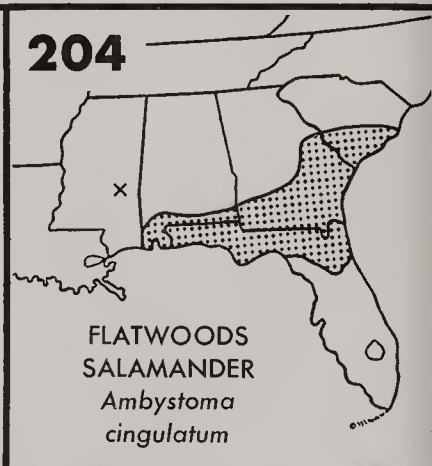 204
FLATWOODS
SALAMANDER
Ambystoma
cingulatum